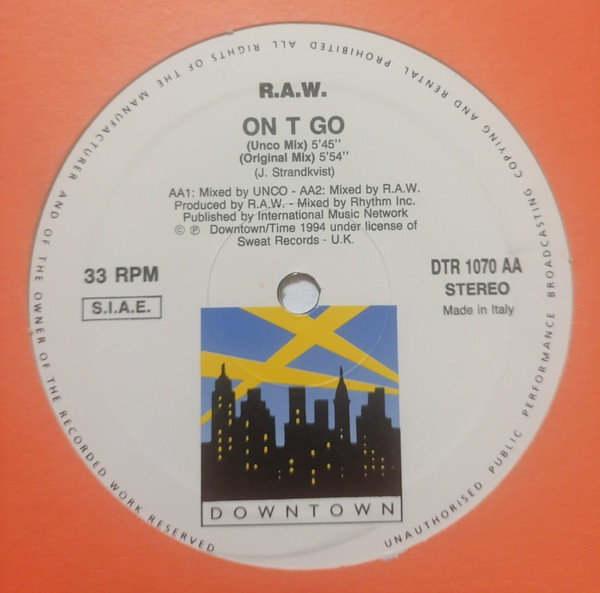 ALL RIGHTS OF THE MANUFACTURER AND OF THE OWNER OF THE RECORDED WORK RESERVED
UNAUTHORISED PUBLIC PERFORMANCE BROADCASTING COPYING AND RENTAL PROHIBITED
R.A.W.
ON T GO
(Unco Mix) 5'45"
(Original Mix) 5'54"
(J. Strandkvist)
AA1: Mixed by UNCO - AA2: Mixed by R.A.W.
Produced by R.A.W. - Mixed by Rhythm Inc.
Published by International Music Network
© ℗ Downtown/Time 1994 under license of
Sweat Records - U.K.
33 RPM
S.I.A.E.
DTR 1070 AA
STEREO
Made in Italy
DOWNTOWN